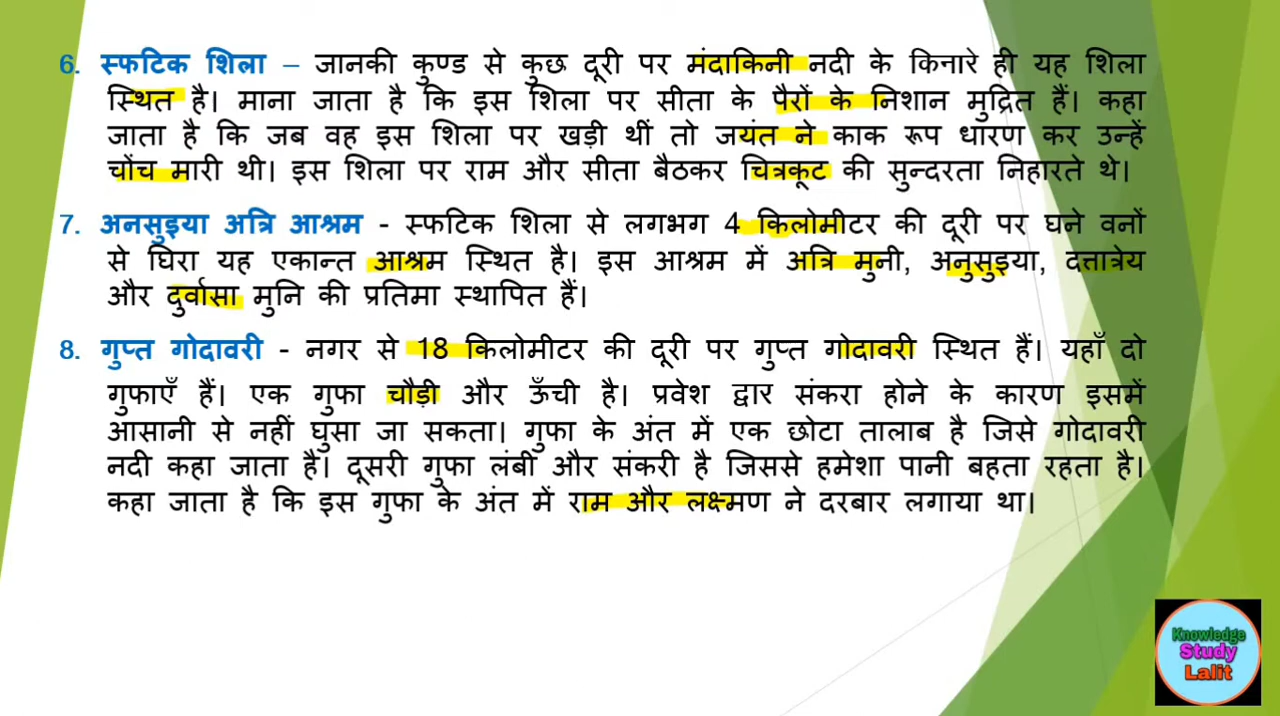 6. स्फटिक शिला – जानकी कुण्ड से कुछ दूरी पर मंदाकिनी नदी के किनारे ही यह शिला
स्थित है। माना जाता है कि इस शिला पर सीता के पैरों के निशान मुद्रित हैं। कहा
जाता है कि जब वह इस शिला पर खड़ी थीं तो जयंत ने काक रूप धारण कर उन्हें
चोंच मारी थी। इस शिला पर राम और सीता बैठकर चित्रकूट की सुन्दरता निहारते थे।
7. अनसुइया अत्रि आश्रम - स्फटिक शिला से लगभग 4 किलोमीटर की दूरी पर घने वनों
से घिरा यह एकान्त आश्रम स्थित है। इस आश्रम में अत्रि मुनी, अनुसुइया, दत्तात्रेय
और दुर्वासा मुनि की प्रतिमा स्थापित हैं।
8. गुप्त गोदावरी - नगर से 18 किलोमीटर की दूरी पर गुप्त गोदावरी स्थित हैं। यहाँ दो
गुफाएँ हैं। एक गुफा चौड़ी और ऊँची है। प्रवेश द्वार संकरा होने के कारण इसमें
आसानी से नहीं घुसा जा सकता। गुफा के अंत में एक छोटा तालाब है जिसे गोदावरी
नदी कहा जाता है। दूसरी गुफा लंबी और संकरी है जिससे हमेशा पानी बहता रहता है।
कहा जाता है कि इस गुफा के अंत में राम और लक्ष्मण ने दरबार लगाया था।
Knowledge
Study
Lalit